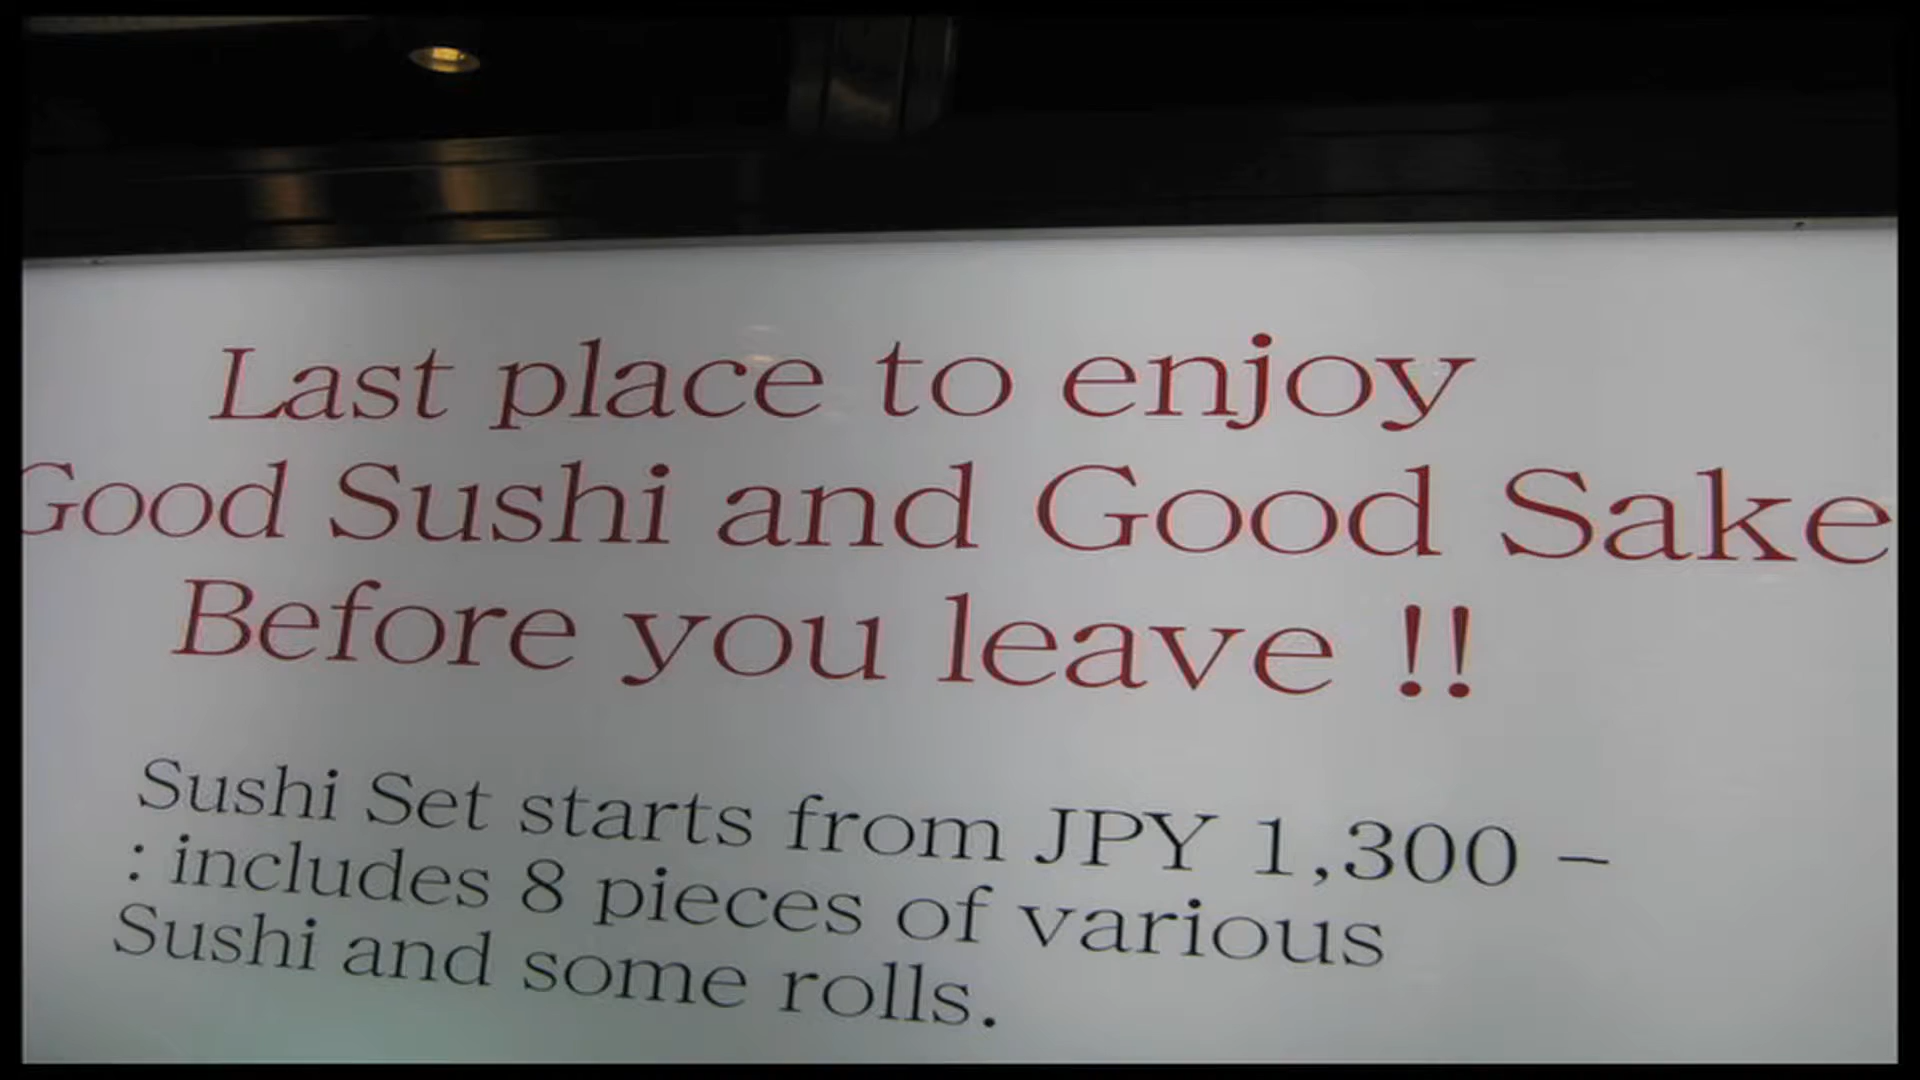 Last place to enjoy
Good Sushi and Good Sake
Before you leave !!
Sushi Set starts from JPY 1,300 –
: includes 8 pieces of various
Sushi and some rolls.